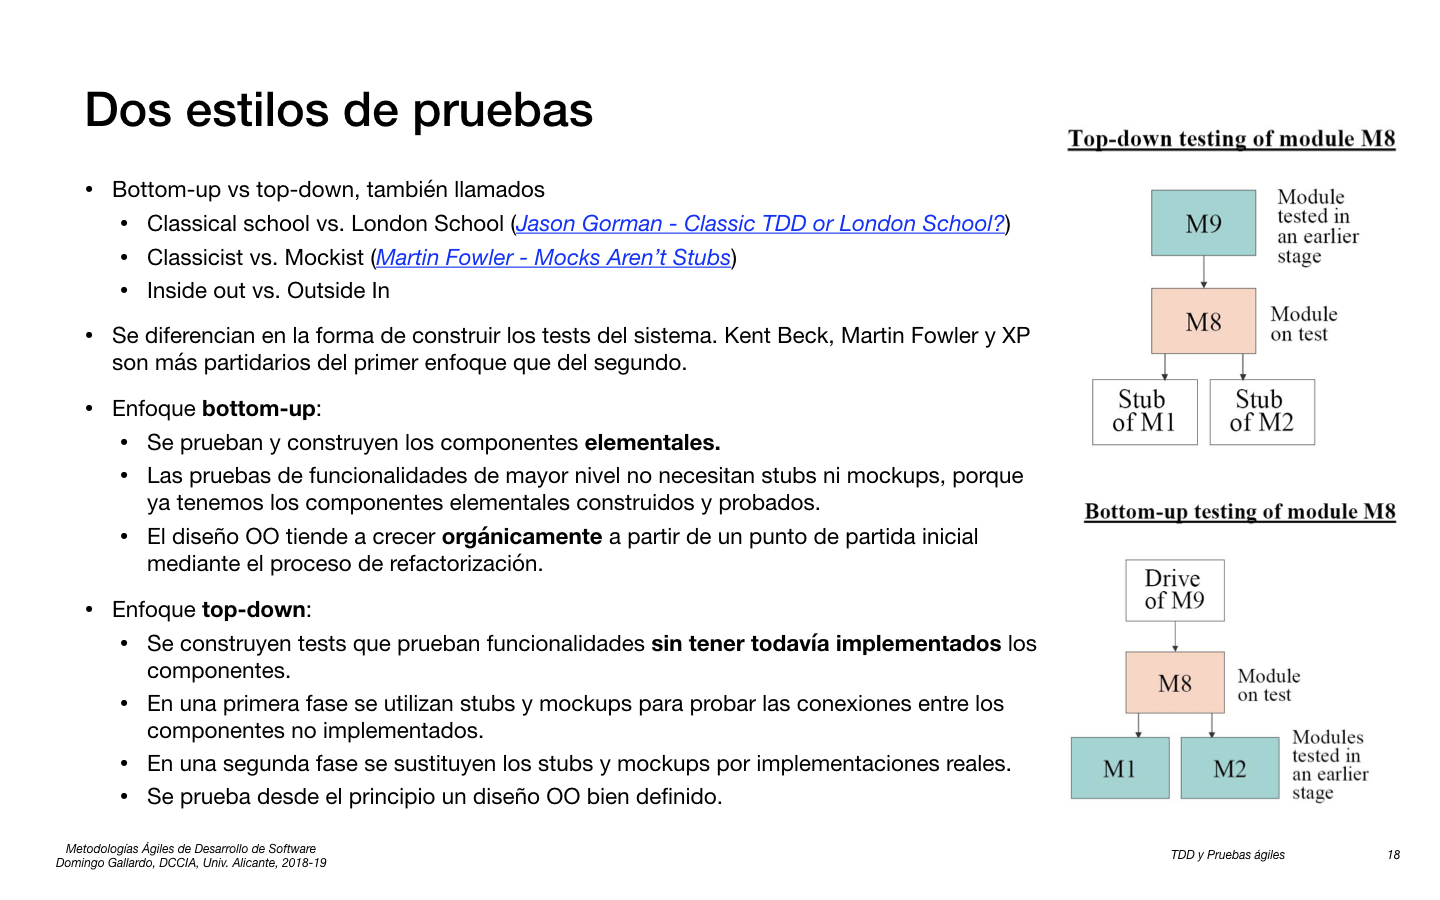 Dos estilos de pruebas
• Bottom-up vs top-down, también llamados
• Classical school vs. London School (Jason Gorman - Classic TDD or London School?)
• Classicist vs. Mockist (Martin Fowler - Mocks Aren’t Stubs)
• Inside out vs. Outside In
• Se diferencian en la forma de construir los tests del sistema. Kent Beck, Martin Fowler y XP
son más partidarios del primer enfoque que del segundo.
• Enfoque bottom-up:
• Se prueban y construyen los componentes elementales.
• Las pruebas de funcionalidades de mayor nivel no necesitan stubs ni mockups, porque
ya tenemos los componentes elementales construidos y probados.
• El diseño OO tiende a crecer orgánicamente a partir de un punto de partida inicial
mediante el proceso de refactorización.
• Enfoque top-down:
• Se construyen tests que prueban funcionalidades sin tener todavía implementados los
componentes.
• En una primera fase se utilizan stubs y mockups para probar las conexiones entre los
componentes no implementados.
• En una segunda fase se sustituyen los stubs y mockups por implementaciones reales.
• Se prueba desde el principio un diseño OO bien definido.
Top-down testing of module M8
M9
Module
tested in
an earlier
stage
M8
Module
on test
Stub
of M1
Stub
of M2
Bottom-up testing of module M8
Drive
of M9
M8
Module
on test
M1
M2
Modules
tested in
an earlier
stage
Metodologías Ágiles de Desarrollo de Software
Domingo Gallardo, DCCIA, Univ. Alicante, 2018-19
TDD y Pruebas ágiles
18